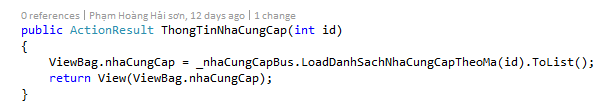 0 references | Phạm Hoàng Hải sơn, 12 days ago | 1 change
public ActionResult ThongTinNhaCungCap(int id)
{
ViewBag.nhaCungCap = _nhaCungCapBus.LoadDanhSachNhaCungCapTheoMa(id).ToList();
return View(ViewBag.nhaCungCap);
}